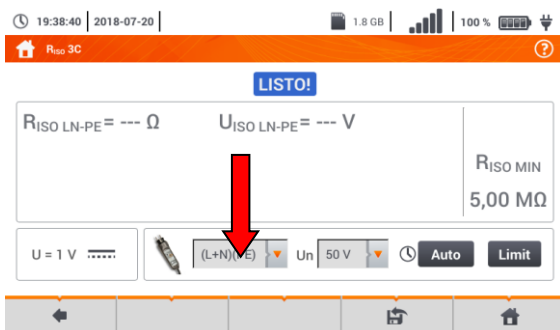 19:38:40 2018-07-20 1.8 GB 100 %
RISO 3C ?
LISTO!
RISO LN-PE= --- Ω UISO LN-PE= --- V
RISO MIN
5,00 MΩ
U = 1 V (L+N)(PE) Un 50 V Auto Limit